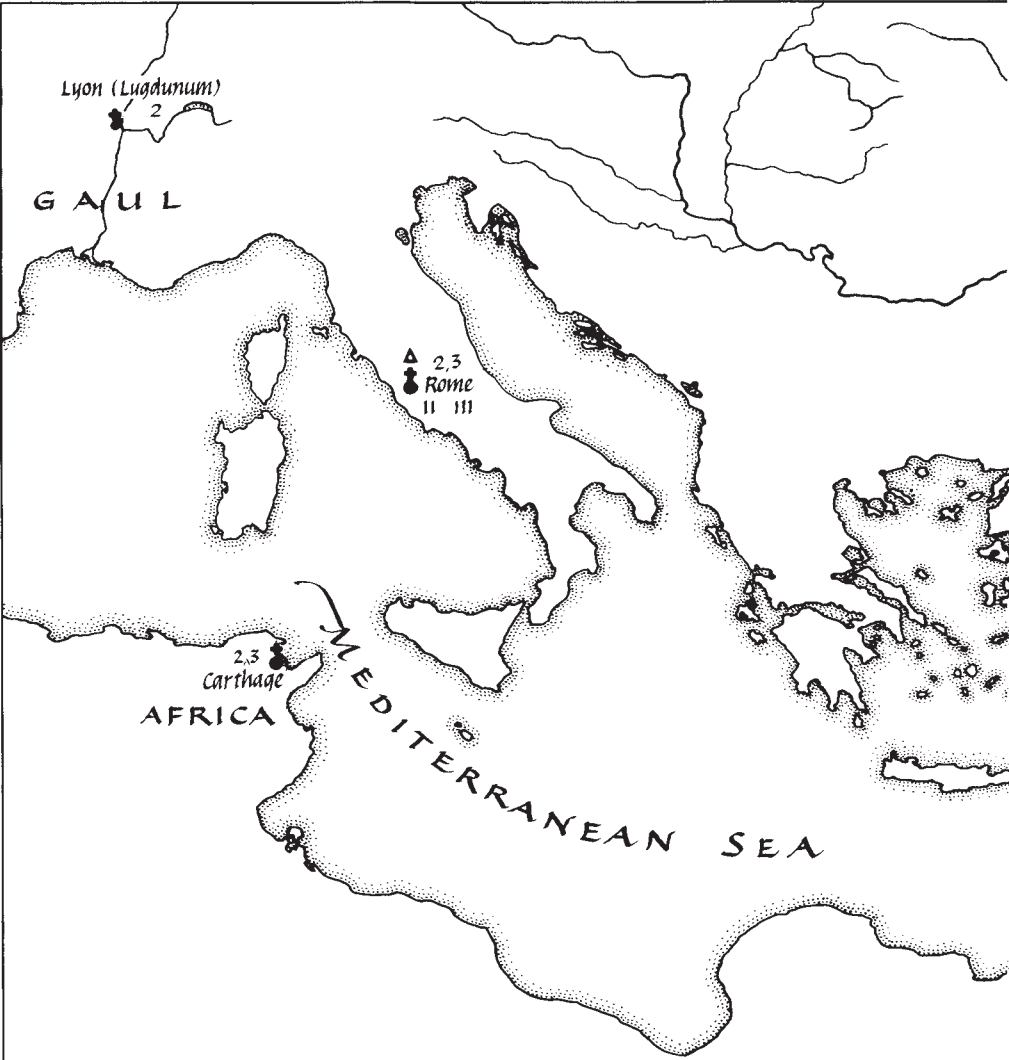 Lyon (Lugdunum)
2
GAUL
2,3
Rome
II III
2,3
Carthage
AFRICA
MEDITERRANEAN SEA